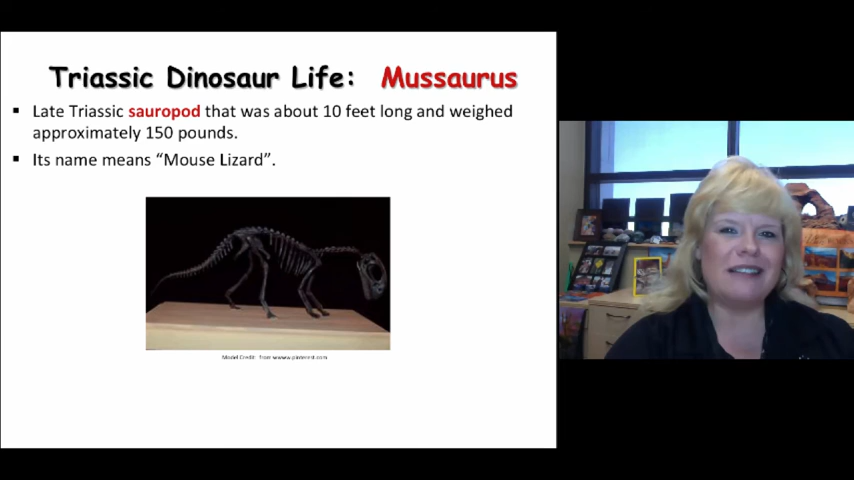 Triassic Dinosaur Life: Mussaurus
▪ Late Triassic sauropod that was about 10 feet long and weighed
approximately 150 pounds.
▪ Its name means “Mouse Lizard”.
Model Credit: from wwww.pinterest.com